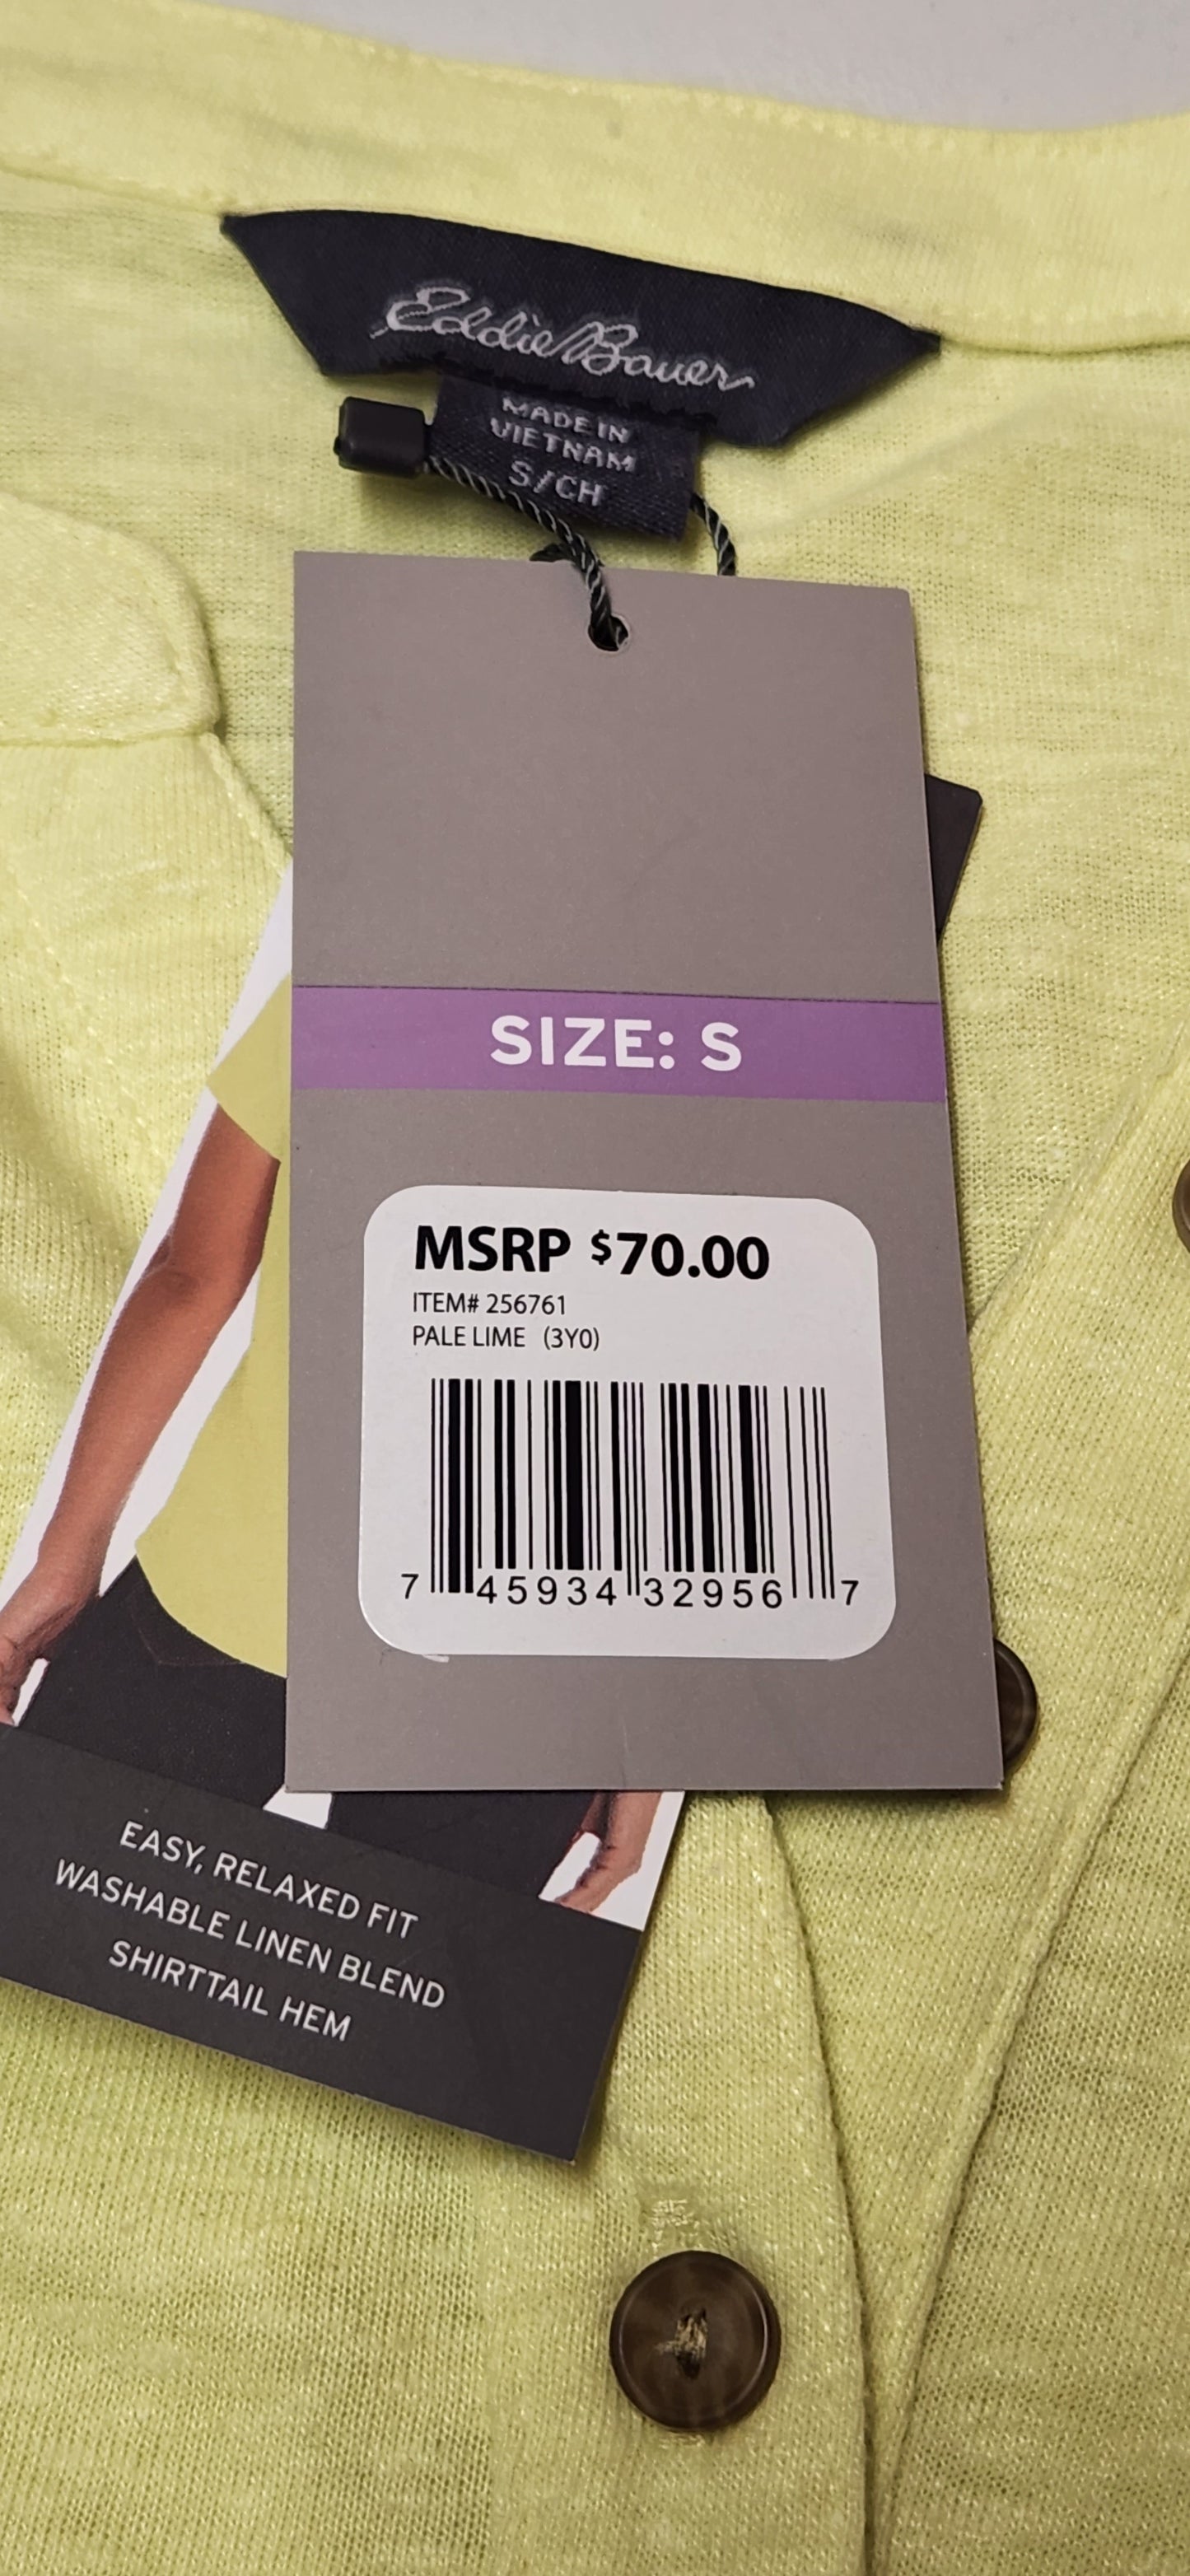 Eddie Bauer
MADE IN
VIETNAM
S/CH
SIZE: S
MSRP $70.00
ITEM# 256761
PALE LIME (3Y0)
7 45934 32956 7
EASY, RELAXED FIT
WASHABLE LINEN BLEND
SHIRTTAIL HEM